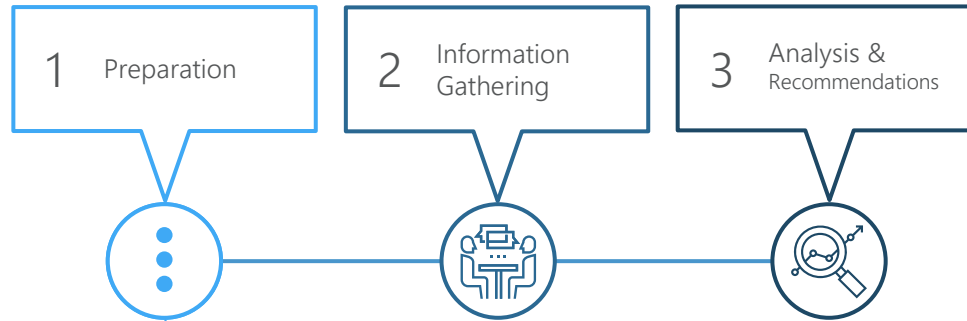 1 Preparation
2 Information
Gathering
3 Analysis &
Recommendations